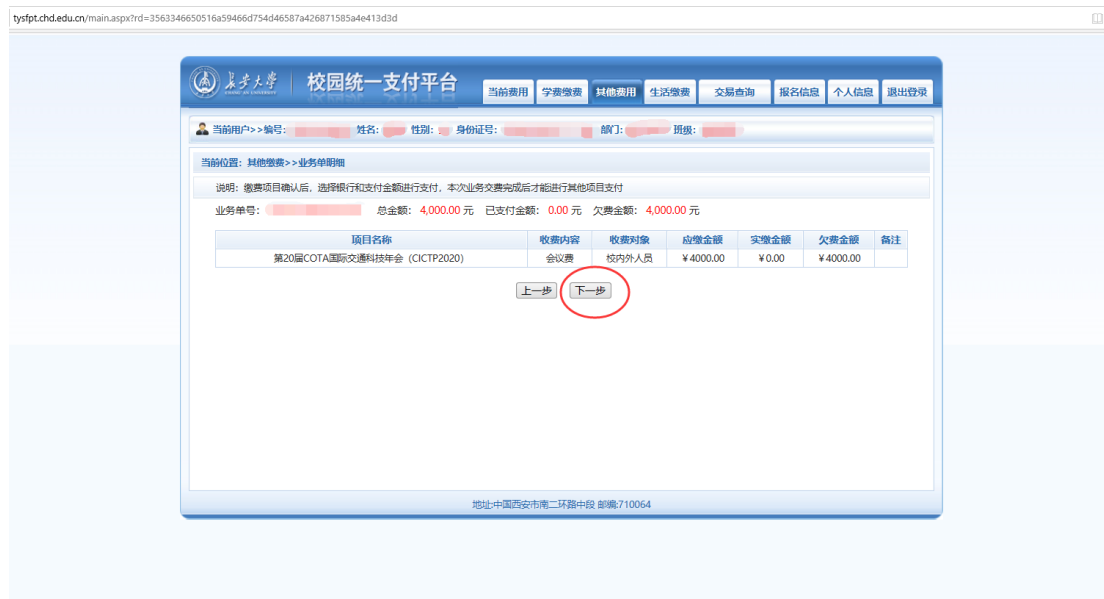 tysfpt.chd.edu.cn/main.aspx?rd=3563346650516a59466d754d46587a426871585a4e413d3d
长安大学 校园统一支付平台
CHANG'AN UNIVERSITY
当前费用 学费缴费 其他费用 生活缴费 交易查询 报名信息 个人信息 退出登录
当前用户>>编号: 姓名: 性别: 身份证号: 部门: 班级:
当前位置：其他缴费>>业务单明细
说明：缴费项目确认后，选择银行和支付金额进行支付，本次业务交费完成后才能进行其他项目支付
业务单号： 总金额： 4,000.00 元 已支付金额： 0.00 元 欠费金额： 4,000.00 元
项目名称 收费内容 收费对象 应缴金额 实缴金额 欠费金额 备注
第20届COTA国际交通科技年会（CICTP2020） 会议费 校内外人员 ¥4000.00 ¥0.00 ¥4000.00
上一步 下一步
地址:中国西安市南二环路中段 邮编:710064